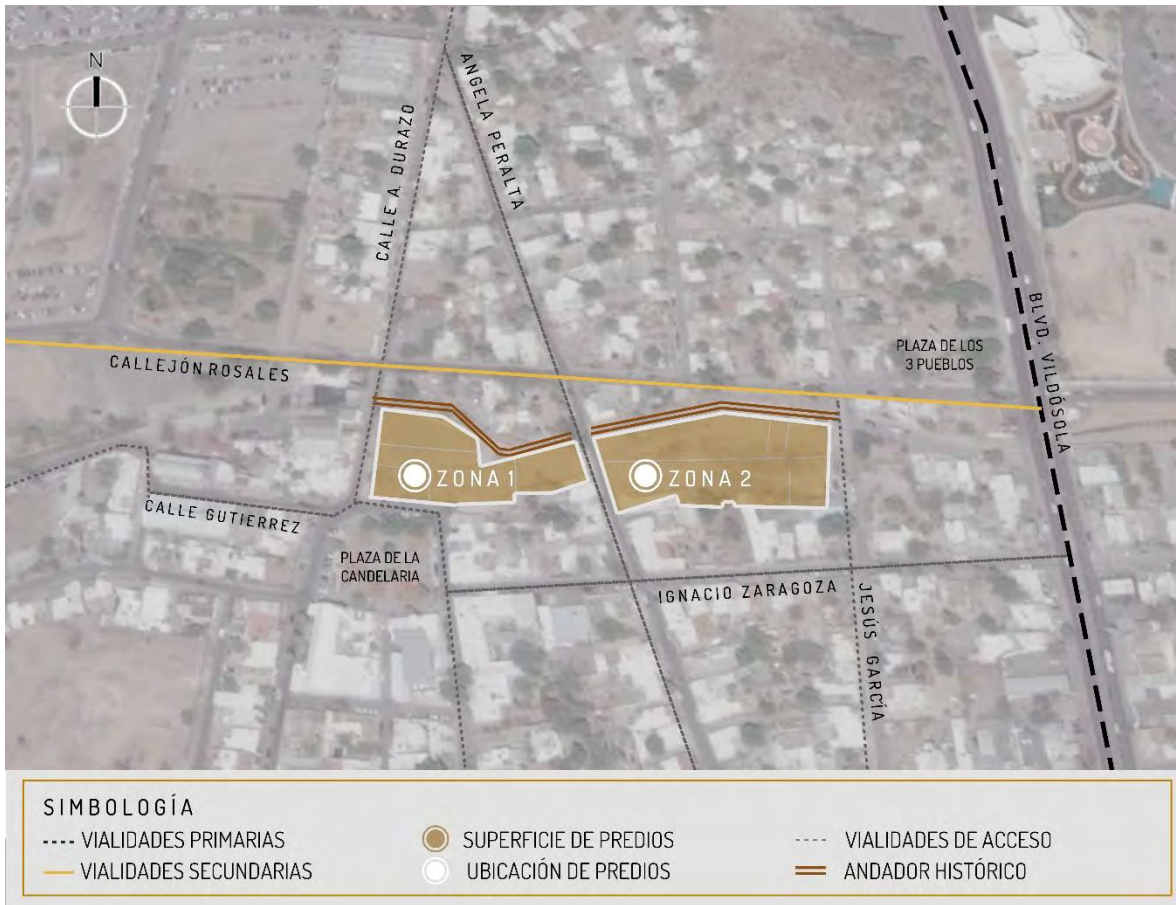 N
ANGELA PERALTA
CALLE A. DURAZO
BLVD. VILDÓSOLA
PLAZA DE LOS
3 PUEBLOS
CALLEJÓN ROSALES
ZONA 1
ZONA 2
CALLE GUTIERREZ
PLAZA DE LA
CANDELARIA
IGNACIO ZARAGOZA
JESÚS GARCÍA
SIMBOLOGÍA
VIALIDADES PRIMARIAS
SUPERFICIE DE PREDIOS
VIALIDADES DE ACCESO
VIALIDADES SECUNDARIAS
UBICACIÓN DE PREDIOS
ANDADOR HISTÓRICO